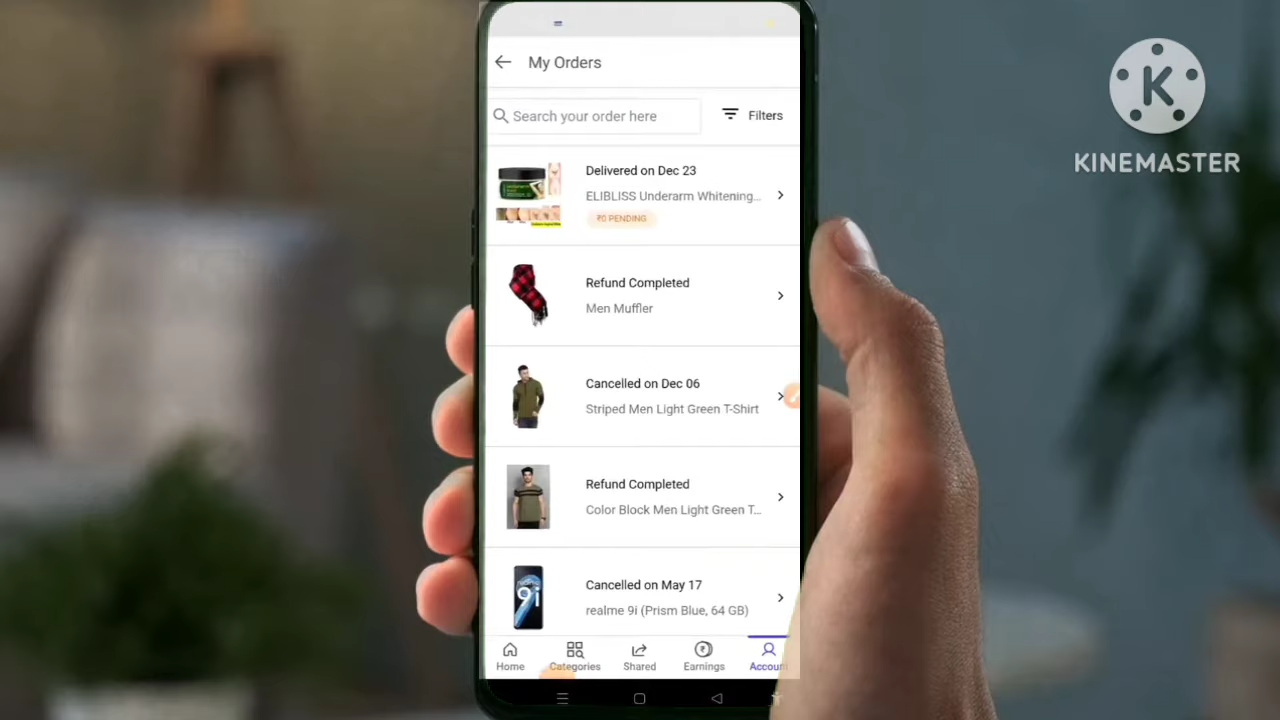 My Orders
Search your order here
Filters
Delivered on Dec 23
ELIBLISS Underarm Whitening...
₹0 PENDING
Refund Completed
Men Muffler
Cancelled on Dec 06
Striped Men Light Green T-Shirt
Refund Completed
Color Block Men Light Green T...
Cancelled on May 17
9i
realme 9i (Prism Blue, 64 GB)
Home
Categories
Shared
Earnings
Accoun
K
KINEMASTER